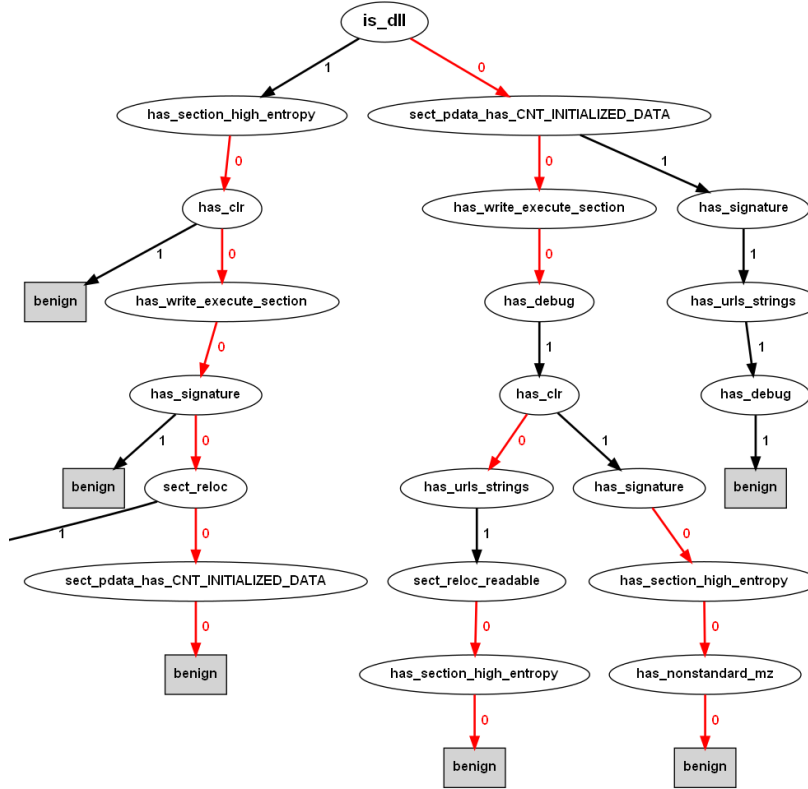 is_dll
1
0
has_section_high_entropy
sect_pdata_has_CNT_INITIALIZED_DATA
0
0
1
has_clr
has_write_execute_section
has_signature
1
0
0
1
benign
has_write_execute_section
has_debug
has_urls_strings
0
1
1
has_signature
has_clr
has_debug
1
0
0
1
1
benign
sect_reloc
has_urls_strings
has_signature
benign
1
0
1
0
sect_pdata_has_CNT_INITIALIZED_DATA
sect_reloc_readable
has_section_high_entropy
0
0
0
benign
has_section_high_entropy
has_nonstandard_mz
0
0
benign
benign